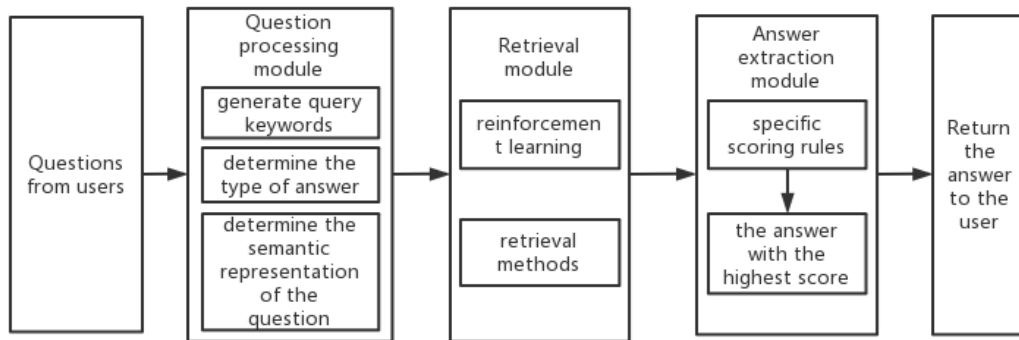 Questions
from users
Question
processing
module
generate query
keywords
determine the
type of answer
determine the
semantic
representation
of the
question
Retrieval
module
reinforcemen
t learning
retrieval
methods
Answer
extraction
module
specific
scoring rules
the answer
with the
highest score
Return
the
answer
to the
user